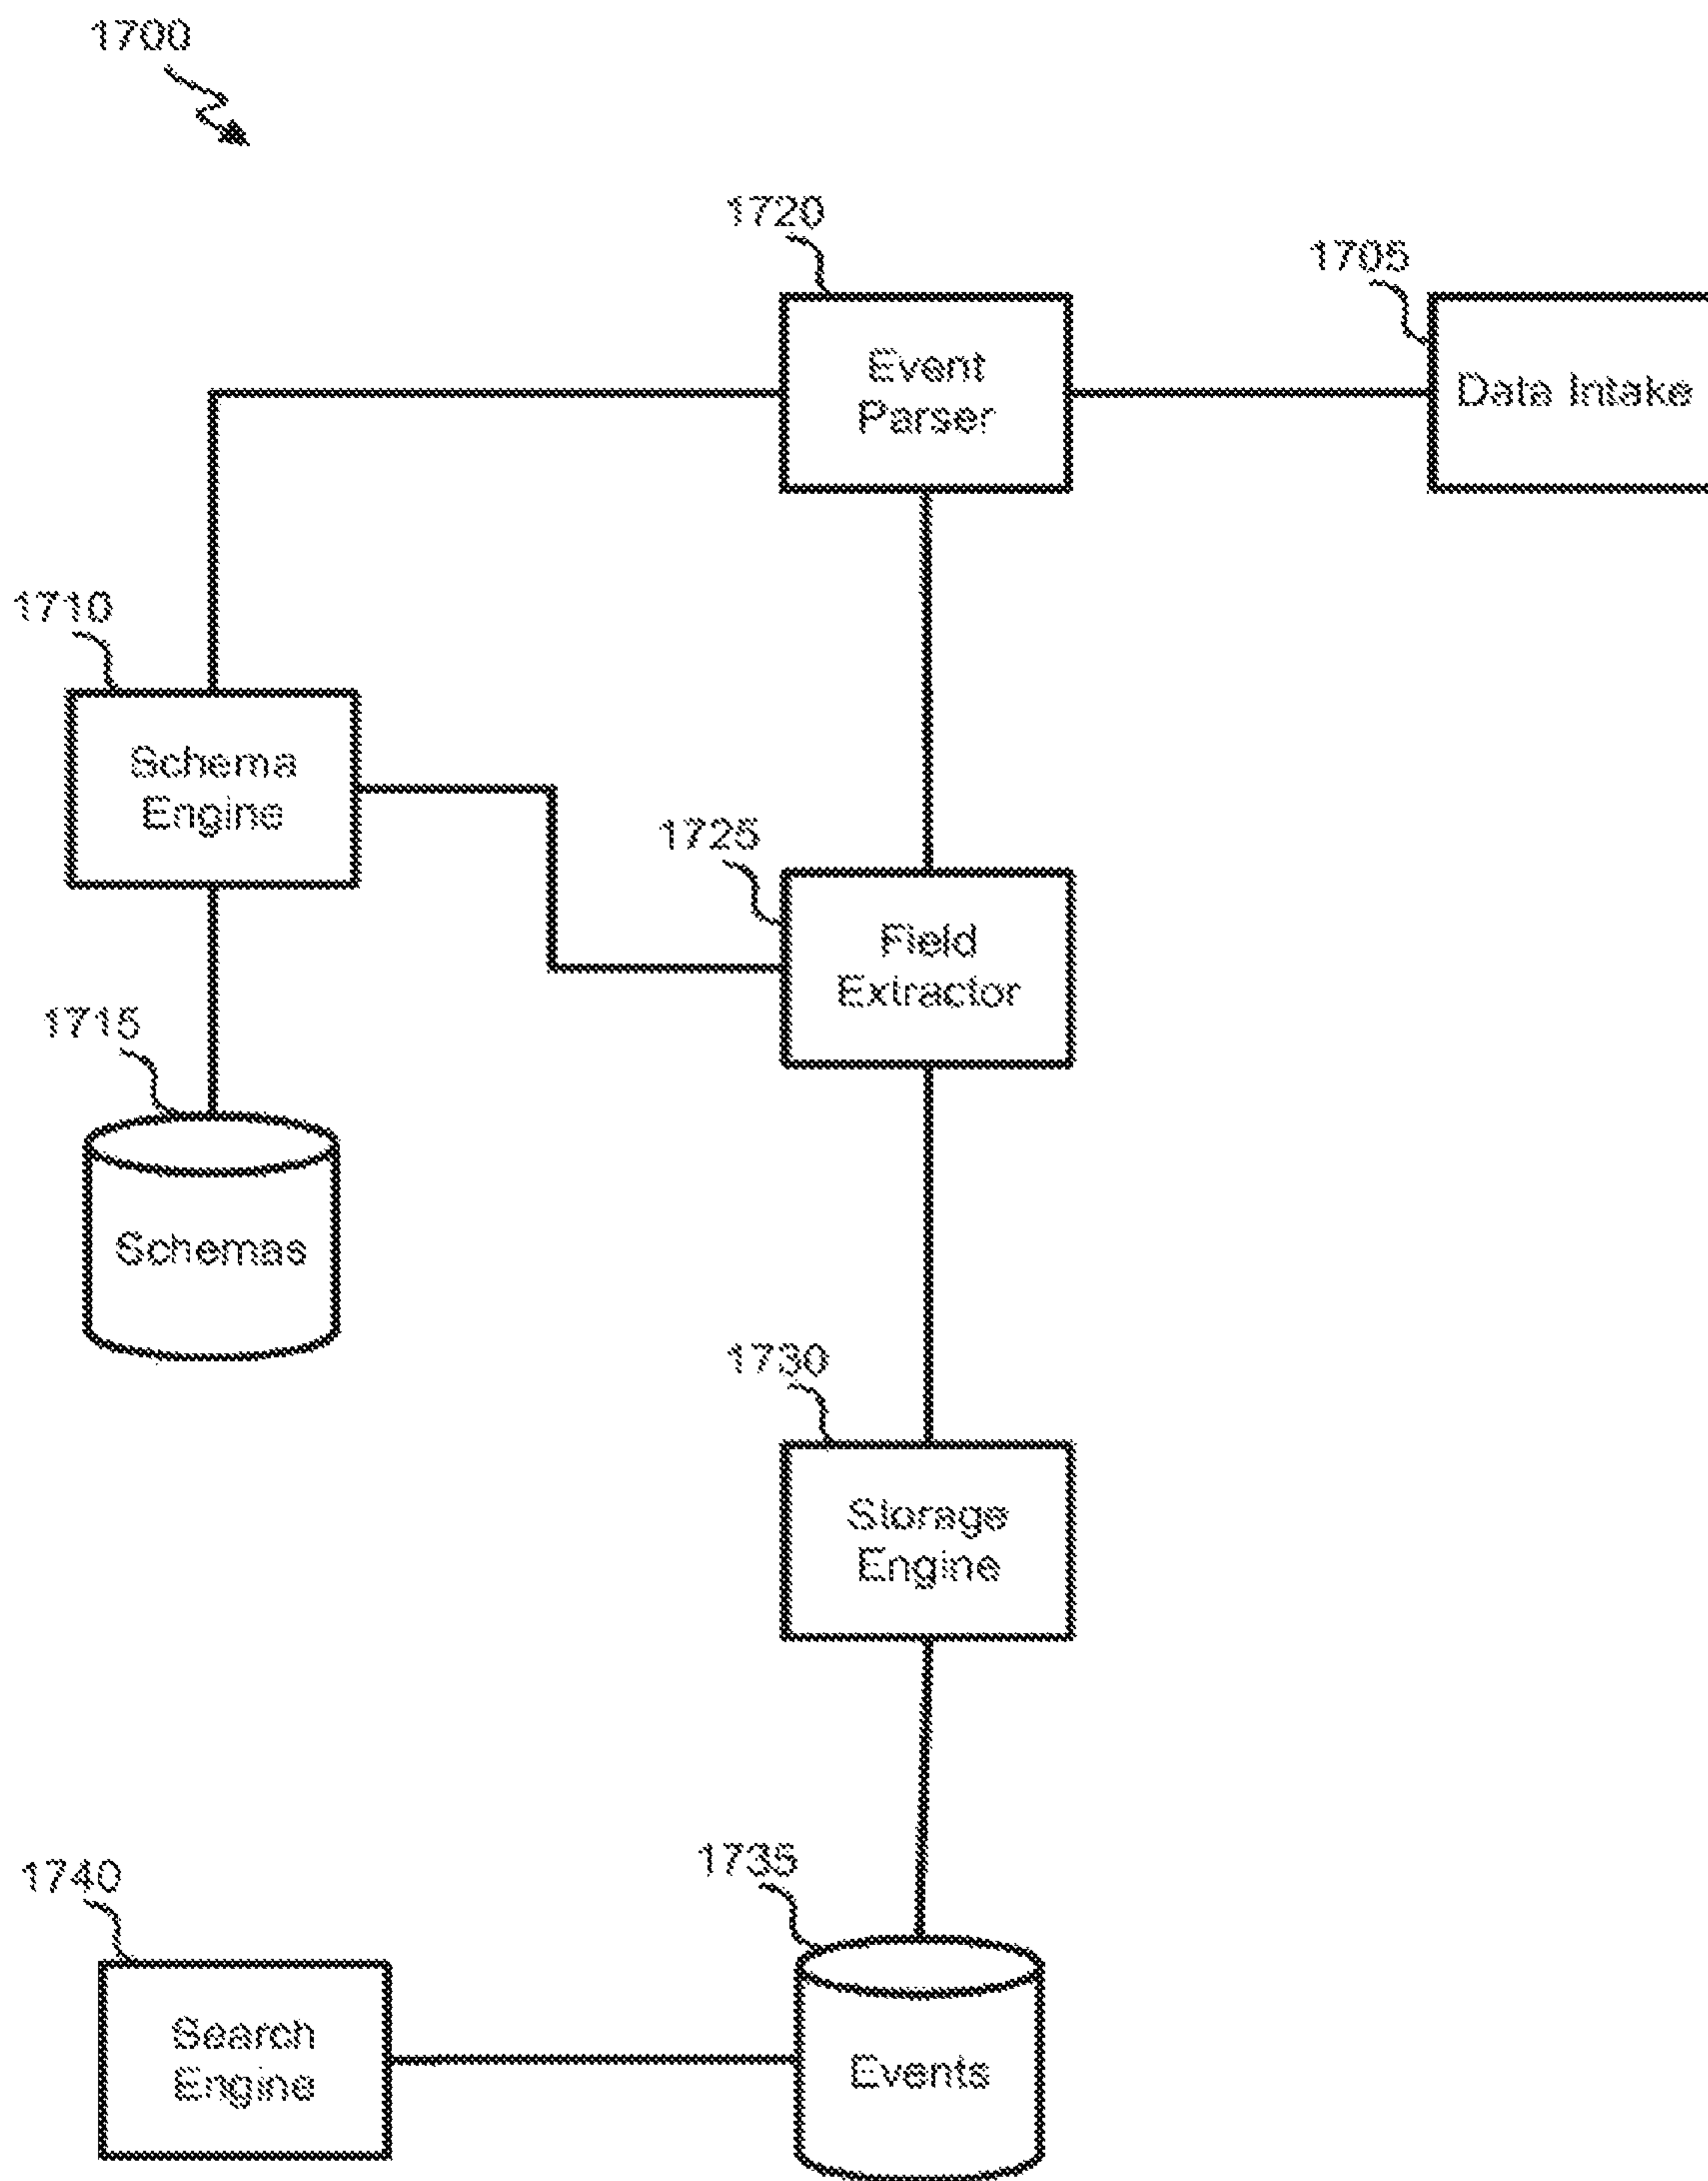 1700
1720
1705
Event
Parser
Data Intake
1710
Schema
Engine
1725
Field
Extractor
1715
Schemas
1730
Storage
Engine
1740
1735
Search
Engine
Events